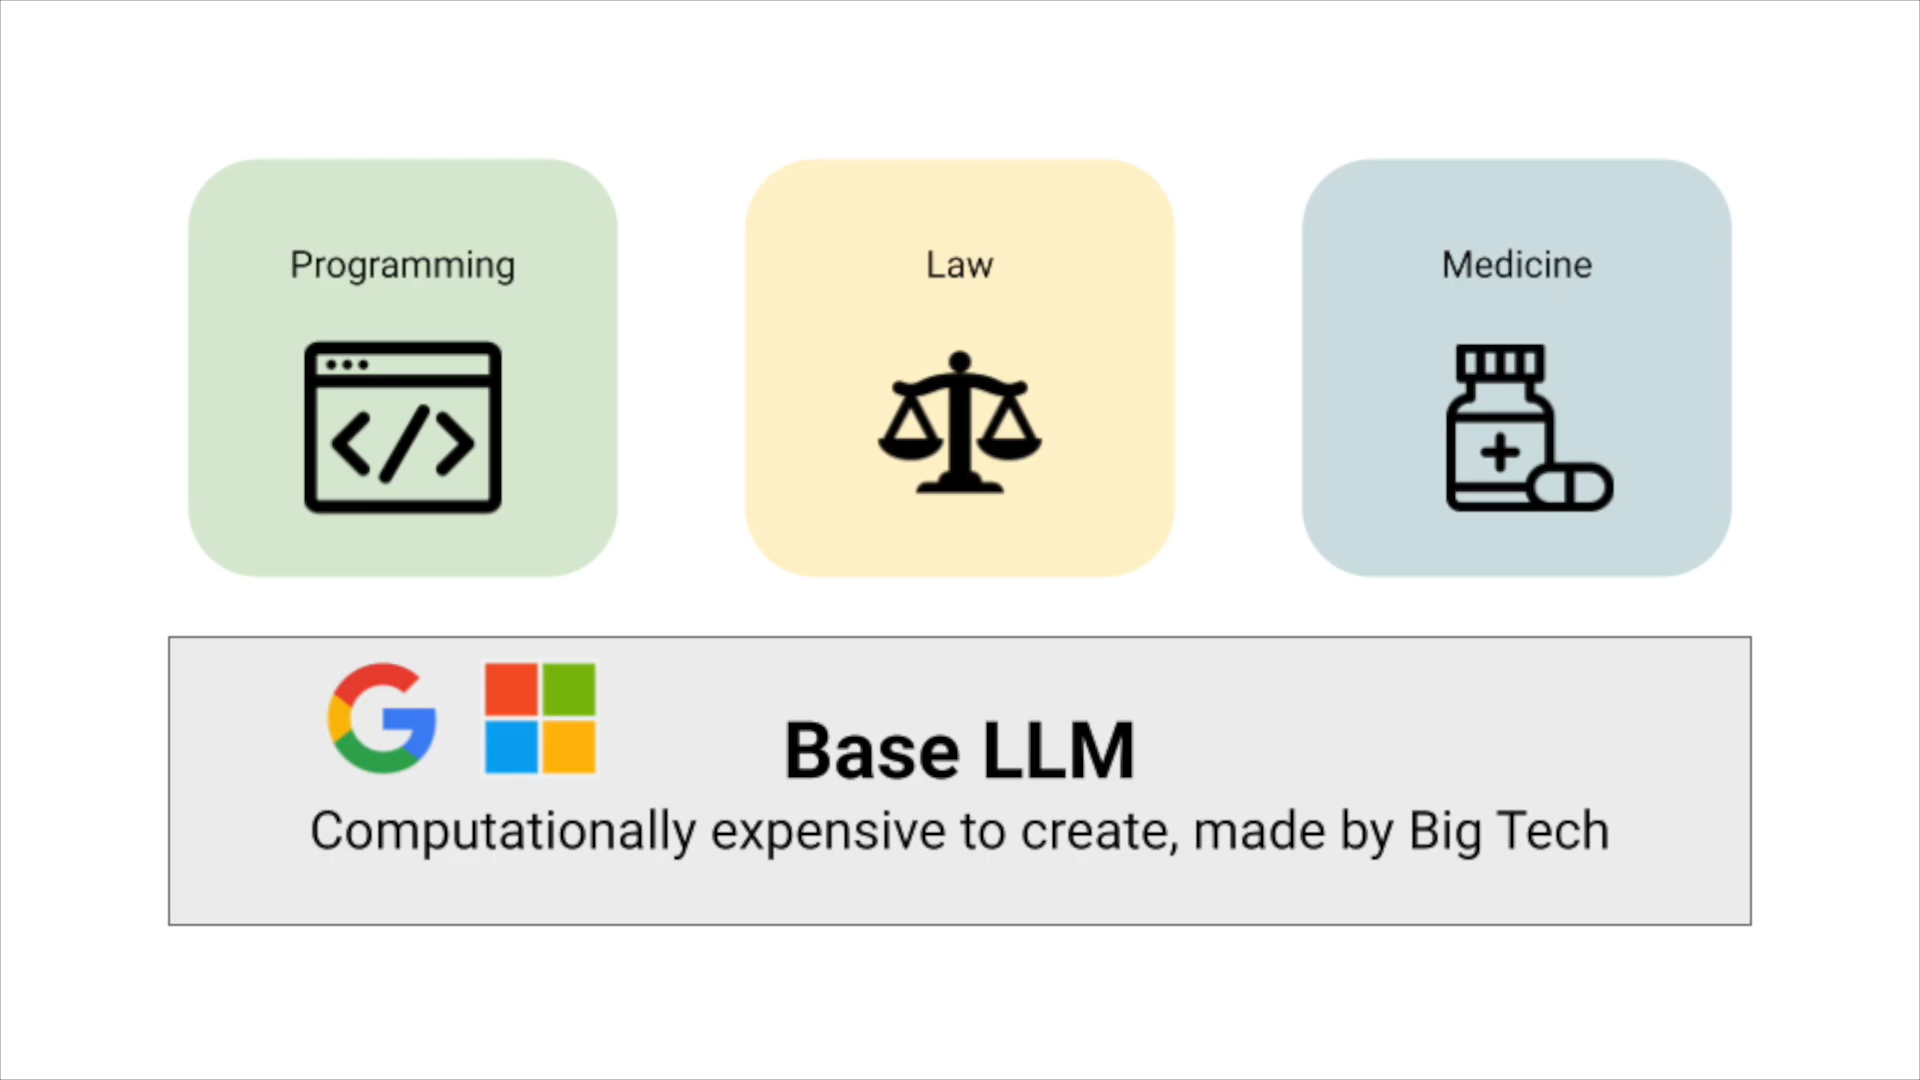 Programming
Law
Medicine
Base LLM
Computationally expensive to create, made by Big Tech